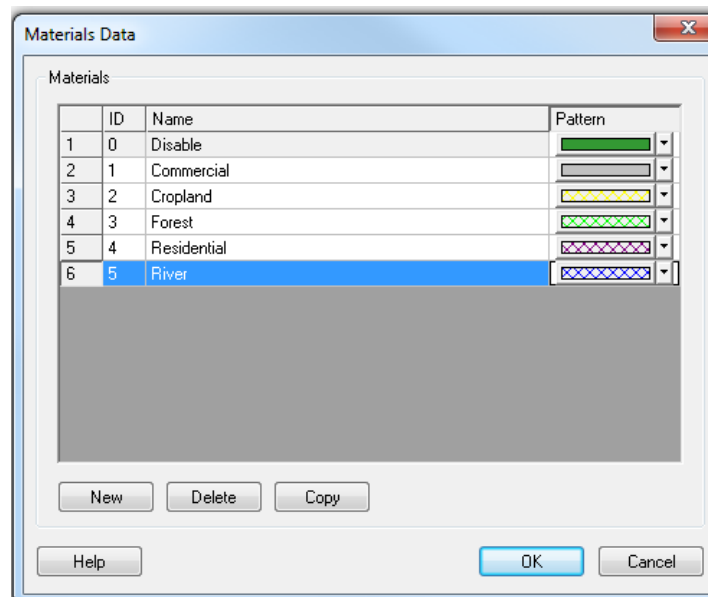 Materials Data
Materials
ID Name Pattern
1 0 Disable
2 1 Commercial
3 2 Cropland
4 3 Forest
5 4 Residential
6 5 River
New Delete Copy
Help OK Cancel